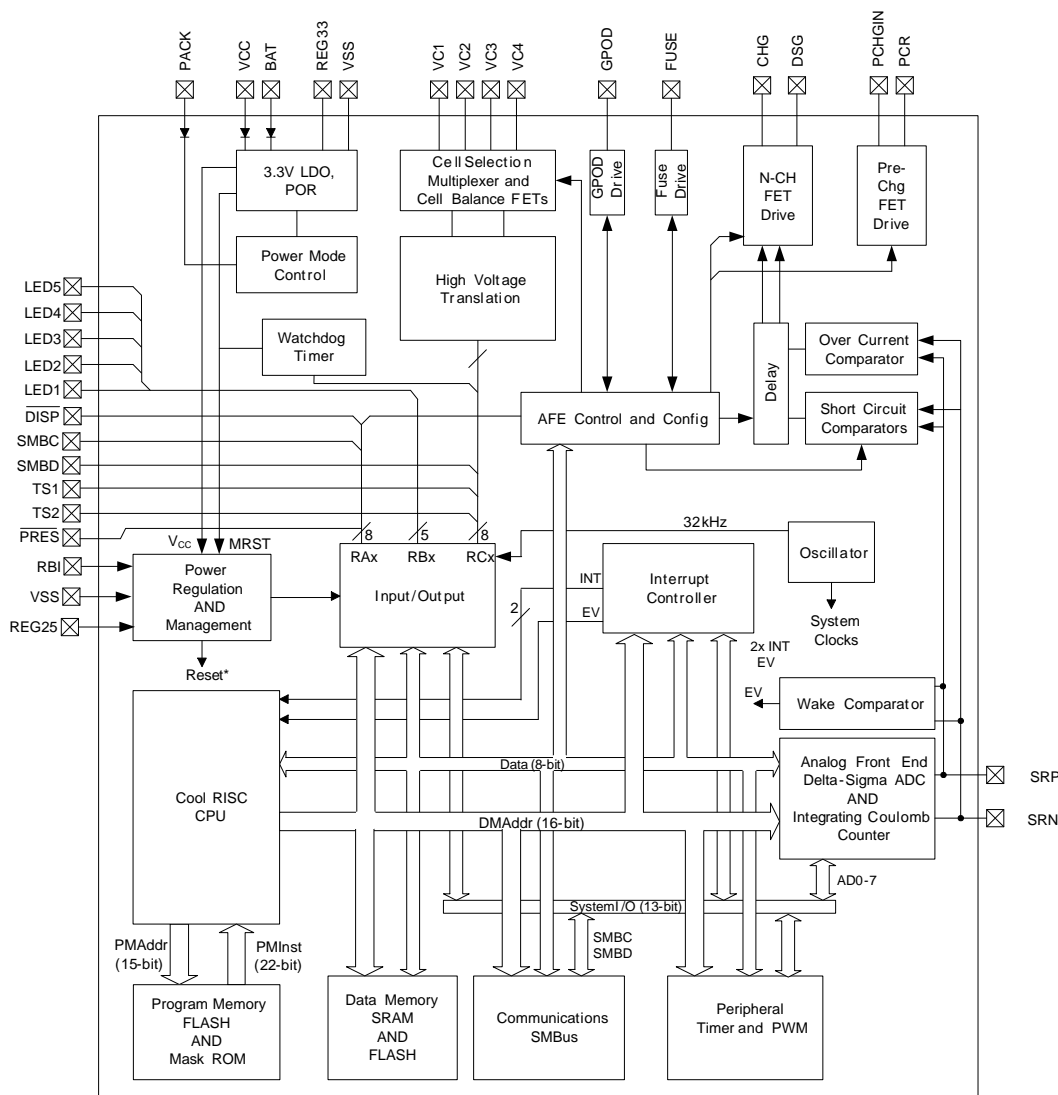 PACK
VCC
BAT
REG33
VSS
VC1
VC2
VC3
VC4
GPOD
FUSE
CHG
DSG
PCHGIN
PCR
3.3V LDO,
POR
Cell Selection
Multiplexer and
Cell Balance FETs
GPOD
Drive
Fuse
Drive
N-CH
FET
Drive
Pre-
Chg
FET
Drive
Power Mode
Control
High Voltage
Translation
LED5
LED4
LED3
LED2
LED1
DISP
SMBC
SMBD
TS1
TS2
PRES
RBI
VSS
REG25
Watchdog
Timer
Over Current
Comparator
Delay
AFE Control and Config
Short Circuit
Comparators
VCC
MRST
8
5
8
RAx
RBx
RCx
Input/Output
32kHz
Oscillator
System
Clocks
Power
Regulation
AND
Management
Reset*
INT
2
EV
Interrupt
Controller
2x INT
EV
EV
Wake Comparator
Data (8-bit)
Analog Front End
Delta-Sigma ADC
AND
Integrating Coulomb
Counter
SRP
SRN
Cool RISC
CPU
DMAddr (16-bit)
AD0-7
SystemI/O (13-bit)
PMAddr
(15-bit)
PMInst
(22-bit)
SMBC
SMBD
Program Memory
FLASH
AND
Mask ROM
Data Memory
SRAM
AND
FLASH
Communications
SMBus
Peripheral
Timer and PWM